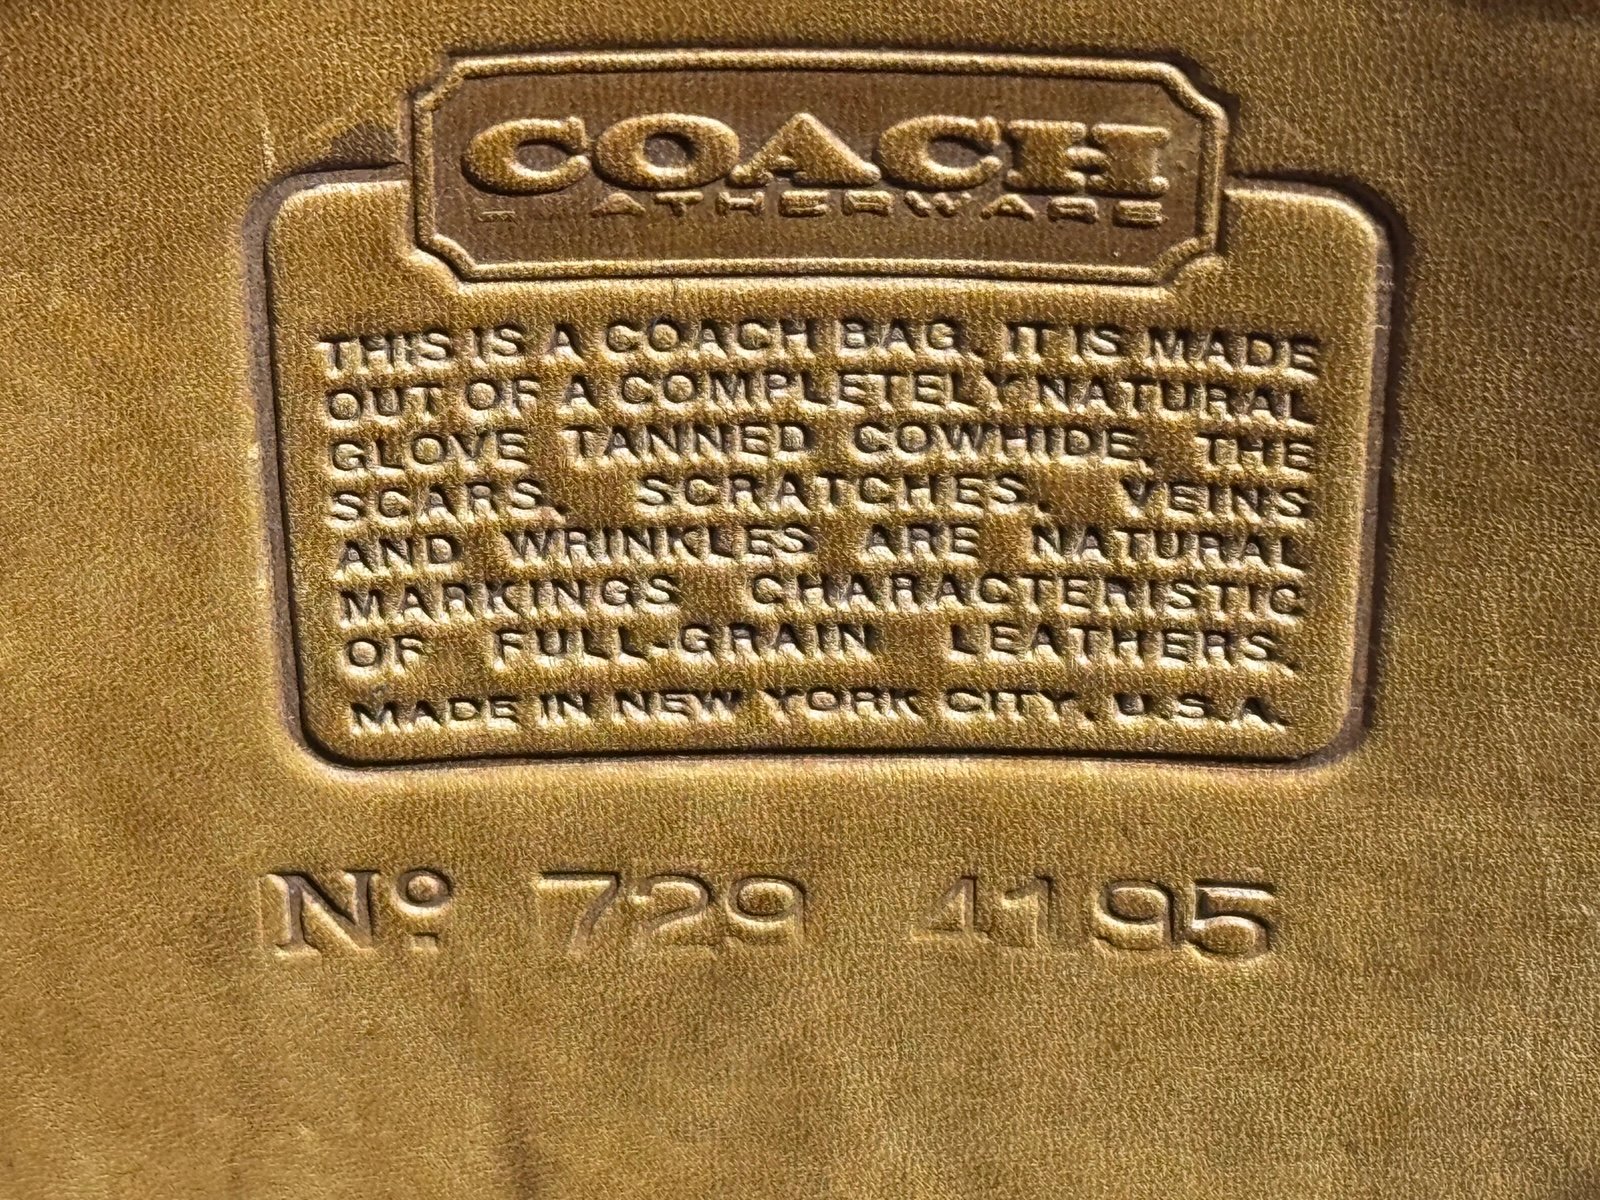 COACH
LEATHERWARE
THIS IS A COACH BAG. IT IS MADE
OUT OF A COMPLETELY NATURAL
GLOVE TANNED COWHIDE. THE
SCARS, SCRATCHES, VEINS
AND WRINKLES ARE NATURAL
MARKINGS CHARACTERISTIC
OF FULL-GRAIN LEATHERS.
MADE IN NEW YORK CITY, U.S.A.
Nº 729 4195